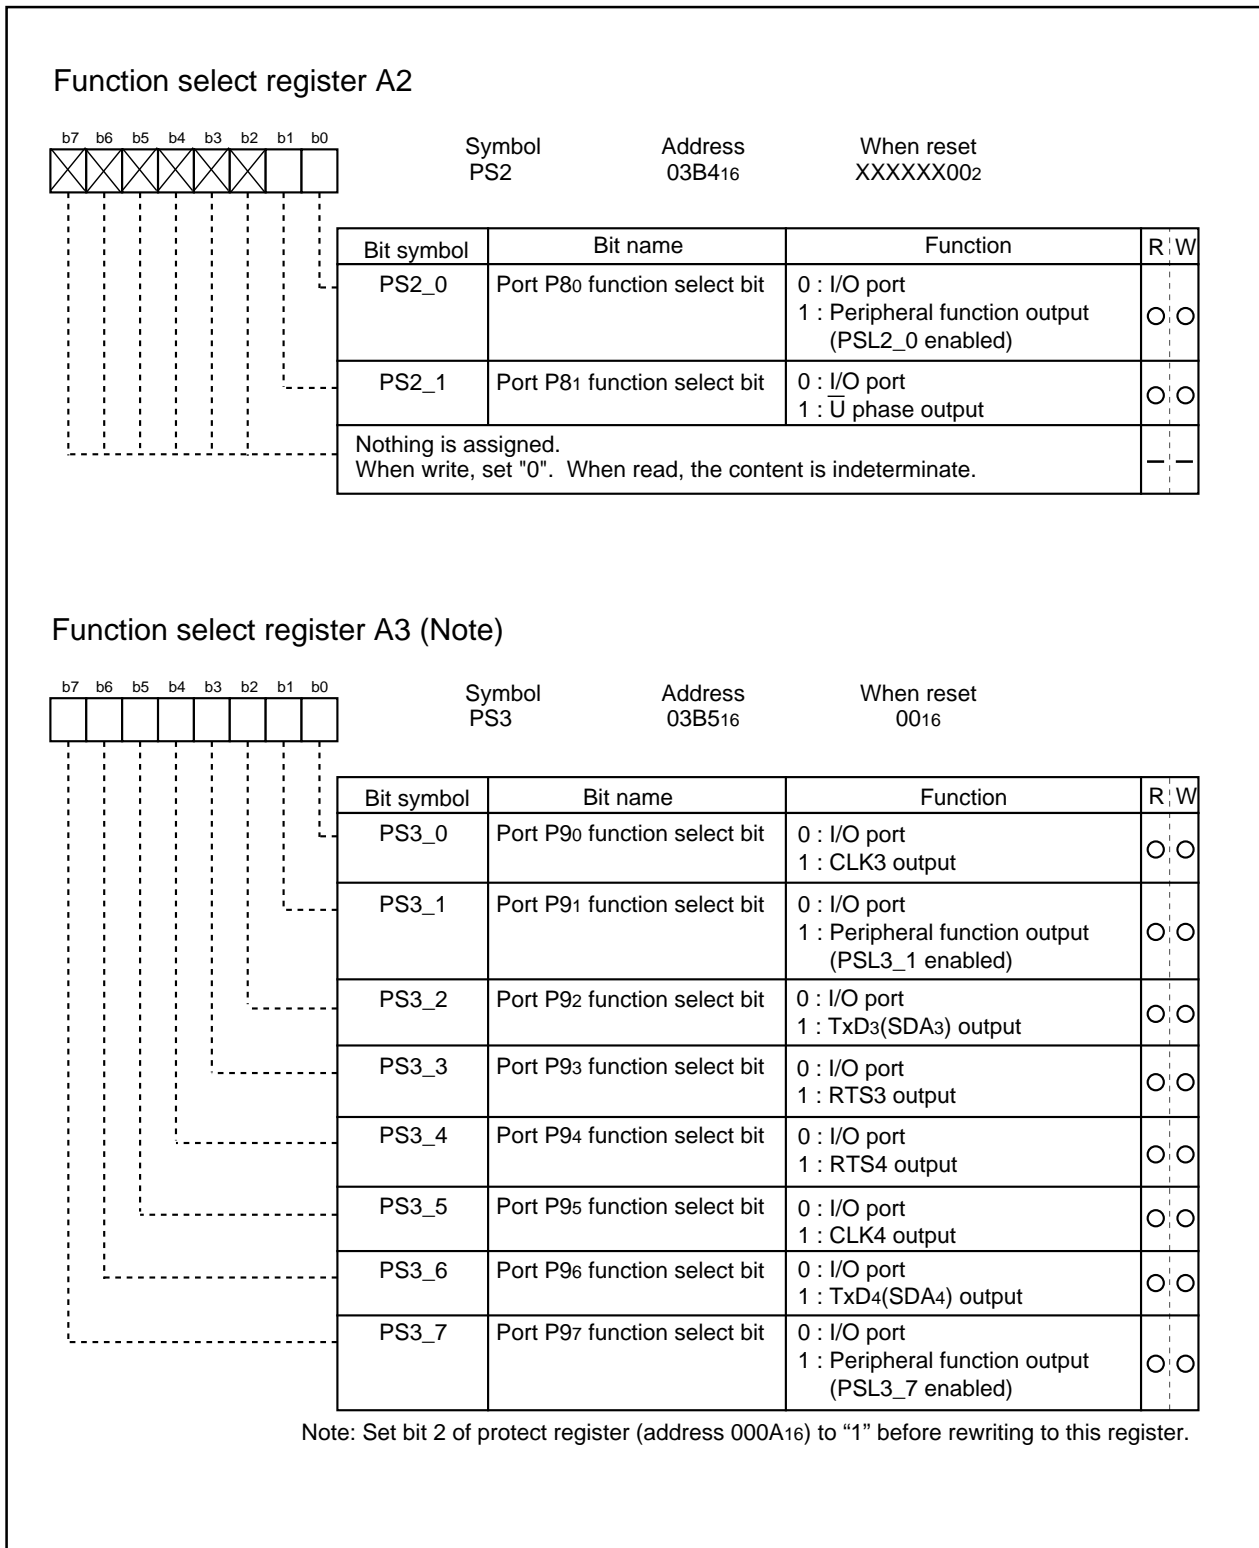 Function select register A2
b7 b6 b5 b4 b3 b2 b1 b0
Symbol Address When reset
PS2 03B416 XXXXXX002
Bit symbol Bit name Function R W
PS2_0 Port P80 function select bit 0 : I/O port
1 : Peripheral function output
(PSL2_0 enabled)
PS2_1 Port P81 function select bit 0 : I/O port
1 : U̅ phase output
Nothing is assigned.
When write, set "0". When read, the content is indeterminate.
Function select register A3 (Note)
b7 b6 b5 b4 b3 b2 b1 b0
Symbol Address When reset
PS3 03B516 0016
Bit symbol Bit name Function R W
PS3_0 Port P90 function select bit 0 : I/O port
1 : CLK3 output
PS3_1 Port P91 function select bit 0 : I/O port
1 : Peripheral function output
(PSL3_1 enabled)
PS3_2 Port P92 function select bit 0 : I/O port
1 : TxD3(SDA3) output
PS3_3 Port P93 function select bit 0 : I/O port
1 : RTS3 output
PS3_4 Port P94 function select bit 0 : I/O port
1 : RTS4 output
PS3_5 Port P95 function select bit 0 : I/O port
1 : CLK4 output
PS3_6 Port P96 function select bit 0 : I/O port
1 : TxD4(SDA4) output
PS3_7 Port P97 function select bit 0 : I/O port
1 : Peripheral function output
(PSL3_7 enabled)
Note: Set bit 2 of protect register (address 000A16) to “1” before rewriting to this register.